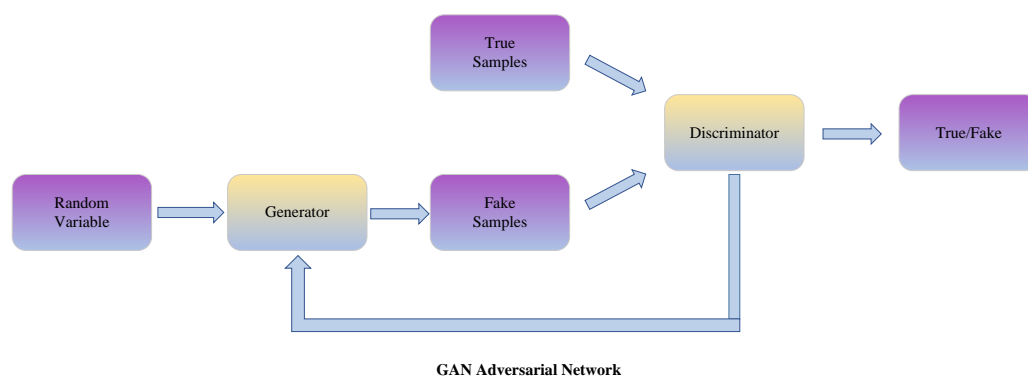 True
Samples
Discriminator
True/Fake
Random
Variable
Generator
Fake
Samples
GAN Adversarial Network